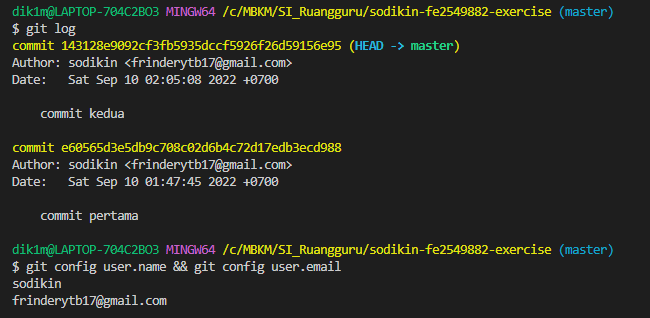 dik1m@LAPTOP-704C2BO3 MINGW64 /c/MBKM/SI_Ruangguru/sodikin-fe2549882-exercise (master)
$ git log
commit 143128e9092cf3fb5935dccf5926f26d59156e95 (HEAD -> master)
Author: sodikin <frinderytb17@gmail.com>
Date:   Sat Sep 10 02:05:08 2022 +0700
    commit kedua
commit e60565d3e5db9c708c02d6b4c72d17edb3ecd988
Author: sodikin <frinderytb17@gmail.com>
Date:   Sat Sep 10 01:47:45 2022 +0700
    commit pertama
dik1m@LAPTOP-704C2BO3 MINGW64 /c/MBKM/SI_Ruangguru/sodikin-fe2549882-exercise (master)
$ git config user.name && git config user.email
sodikin
frinderytb17@gmail.com